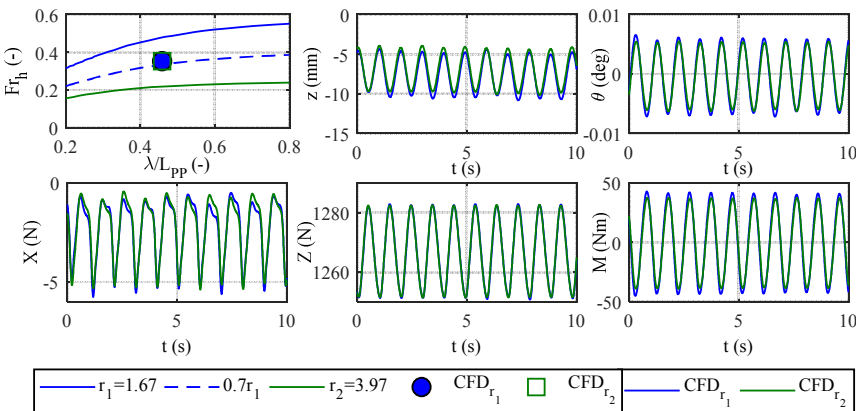 0.6
0.4
0.2
0
Fr_h (-)
0.2 0.4 0.6 0.8
λ/L_PP (-)
0
-5
-10
-15
z (mm)
0 5 10
t (s)
0.01
0
-0.01
θ (deg)
0 5 10
t (s)
0
-5
X (N)
0 5 10
t (s)
1280
1260
Z (N)
0 5 10
t (s)
50
0
-50
M (Nm)
0 5 10
t (s)
r_1=1.67 0.7r_1 r_2=3.97 CFD_r_1 CFD_r_2 CFD_r_1 CFD_r_2